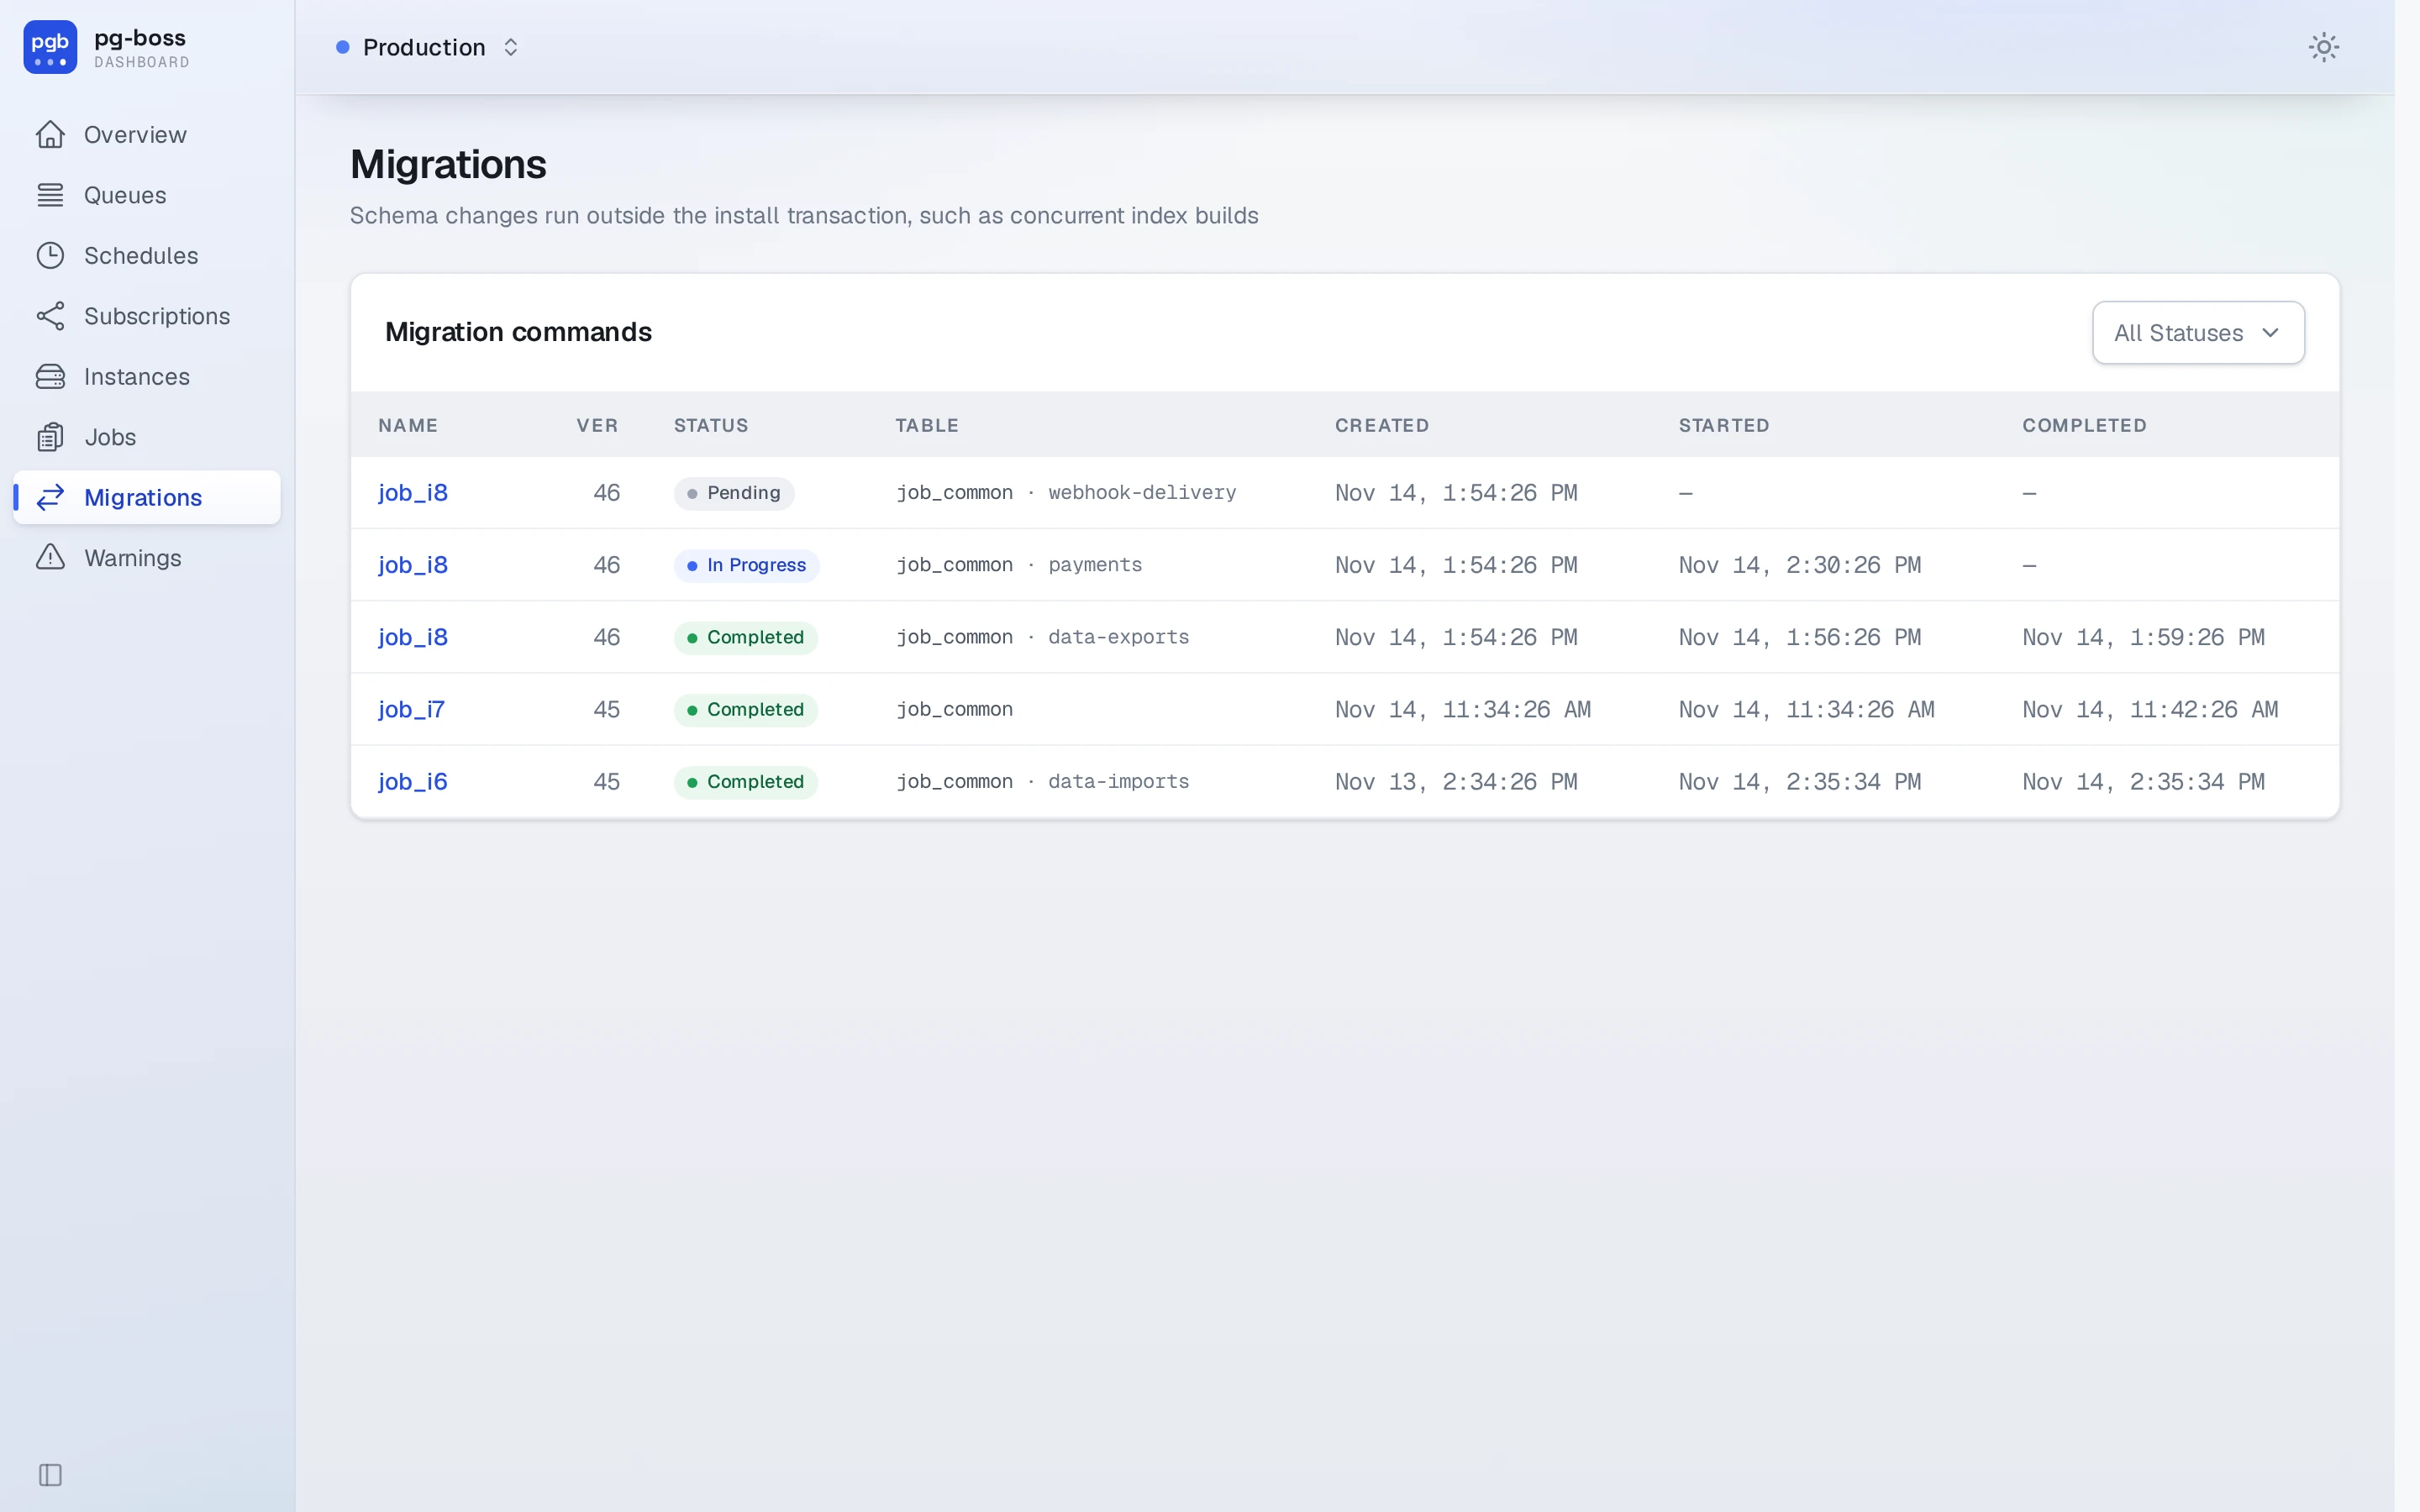 pgb
pg-boss
DASHBOARD
Overview
Queues
Schedules
Subscriptions
Instances
Jobs
Migrations
Warnings
Production
Migrations
Schema changes run outside the install transaction, such as concurrent index builds
Migration commands
All Statuses
NAME VER STATUS TABLE CREATED STARTED COMPLETED
job_i8 46 Pending job_common · webhook-delivery Nov 14, 1:54:26 PM — —
job_i8 46 In Progress job_common · payments Nov 14, 1:54:26 PM Nov 14, 2:30:26 PM —
job_i8 46 Completed job_common · data-exports Nov 14, 1:54:26 PM Nov 14, 1:56:26 PM Nov 14, 1:59:26 PM
job_i7 45 Completed job_common Nov 14, 11:34:26 AM Nov 14, 11:34:26 AM Nov 14, 11:42:26 AM
job_i6 45 Completed job_common · data-imports Nov 13, 2:34:26 PM Nov 14, 2:35:34 PM Nov 14, 2:35:34 PM